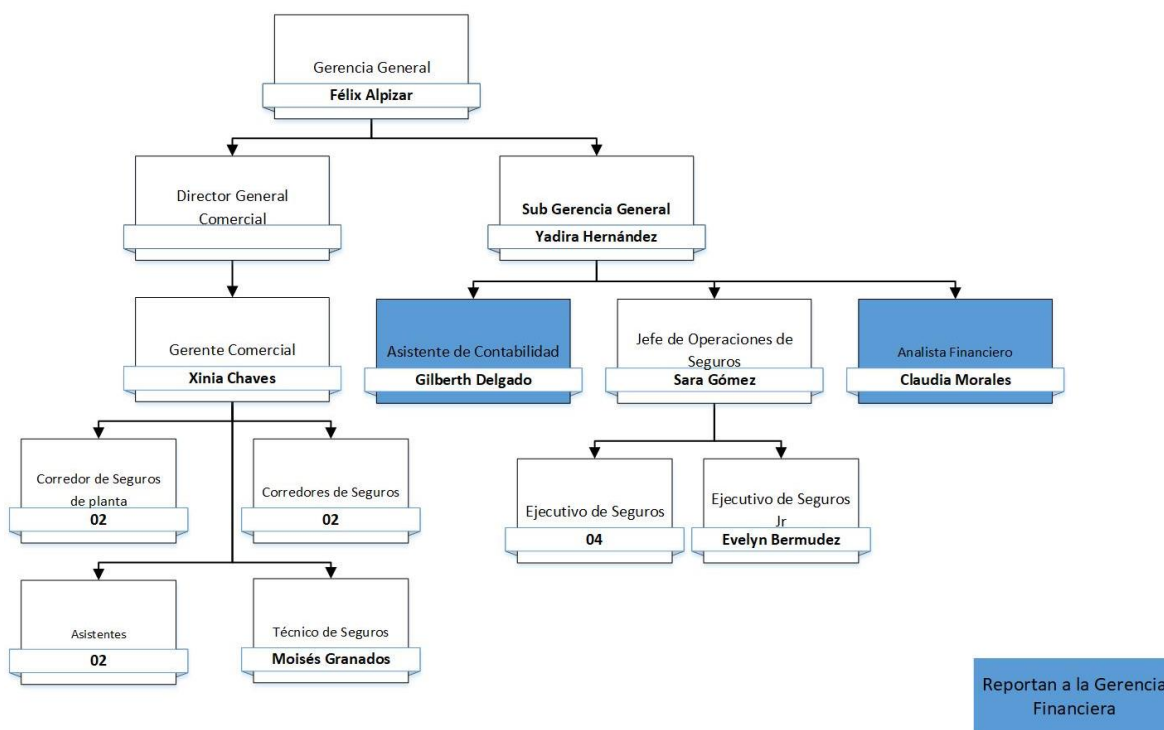 Gerencia General
Félix Alpizar
Director General
Comercial
Sub Gerencia General
Yadira Hernández
Gerente Comercial
Xinia Chaves
Asistente de Contabilidad
Gilberth Delgado
Jefe de Operaciones de
Seguros
Sara Gómez
Analista Financiero
Claudia Morales
Corredor de Seguros
de planta
02
Corredores de Seguros
02
Ejecutivo de Seguros
04
Ejecutivo de Seguros
Jr
Evelyn Bermudez
Asistentes
02
Técnico de Seguros
Moisés Granados
Reportan a la Gerencia
Financiera